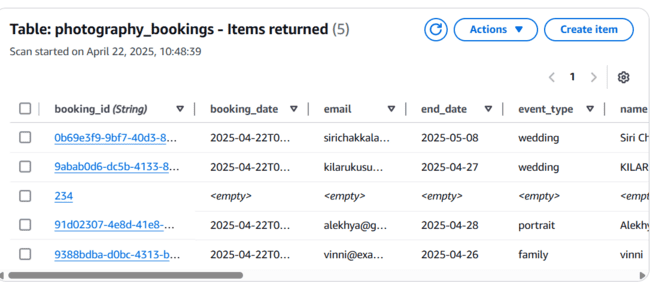 Table: photography_bookings - Items returned (5)
Actions
Create item
Scan started on April 22, 2025, 10:48:39
1
booking_id (String) booking_date email end_date event_type name
0b69e3f9-9bf7-40d3-8... 2025-04-22T0... sirichakkala... 2025-05-08 wedding Siri Ch
9abab0d6-dc5b-4133-8... 2025-04-22T0... kilarukusu... 2025-04-27 wedding KILAR
234 <empty> <empty> <empty> <empty> <empt
91d02307-4e8d-41e8-... 2025-04-22T0... alekhya@g... 2025-04-28 portrait Alekhy
9388bdba-d0bc-4313-b... 2025-04-22T0... vinni@exa... 2025-04-26 family vinni